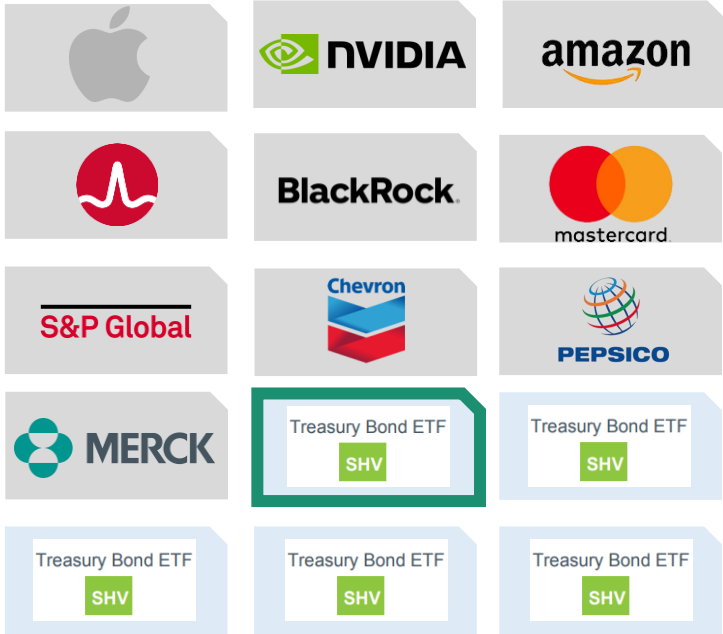 NVIDIA
amazon
BlackRock.
mastercard.
S&P Global
Chevron
PEPSICO
MERCK
Treasury Bond ETF
SHV
Treasury Bond ETF
SHV
Treasury Bond ETF
SHV
Treasury Bond ETF
SHV
Treasury Bond ETF
SHV